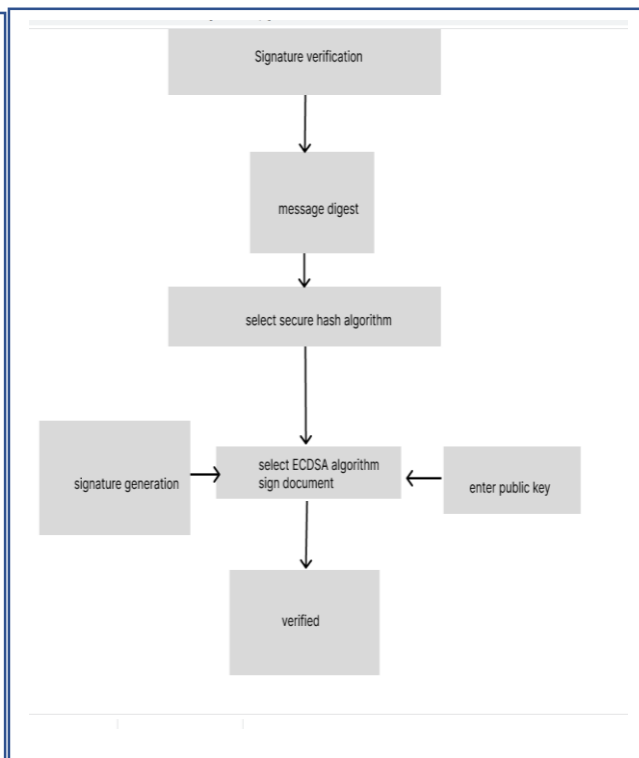 Signature verification
message digest
select secure hash algorithm
signature generation
select ECDSA algorithm
sign document
enter public key
verified